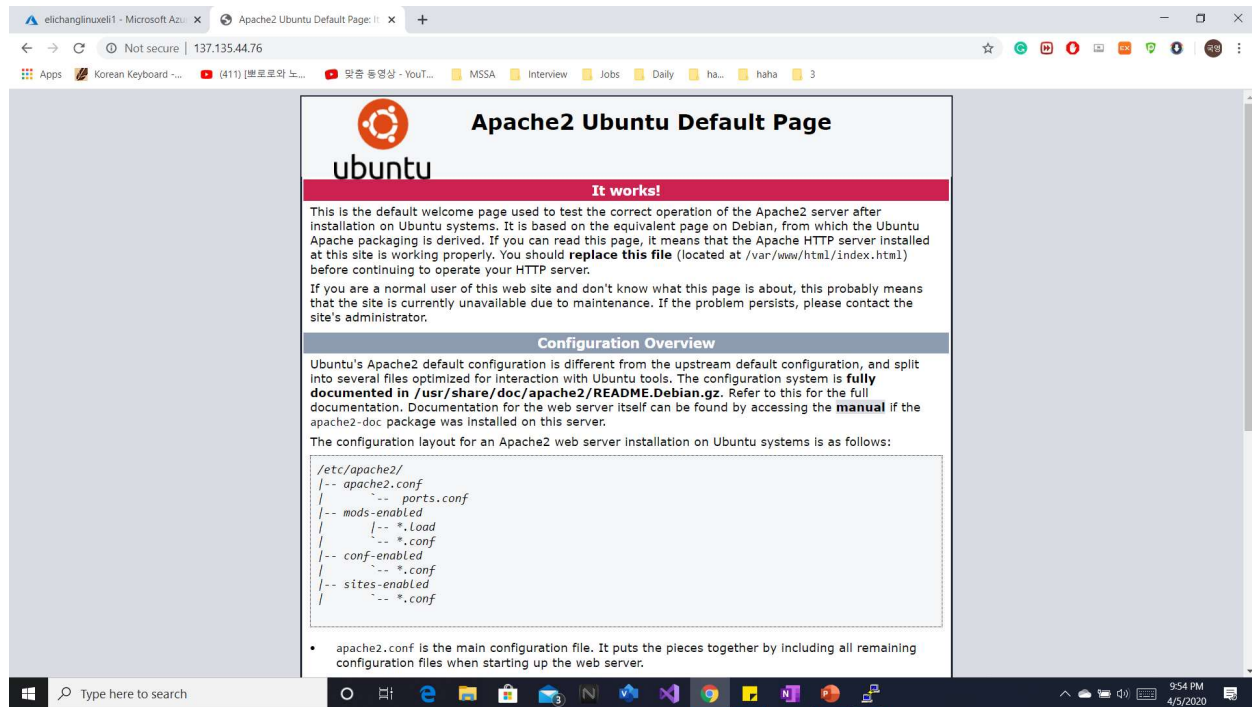 elichanglinuxeli1 - Microsoft Azu
Apache2 Ubuntu Default Page: It
Not secure | 137.135.44.76
국영
Apps Korean Keyboard -... (411) [뽀로로와 노... 맞춤 동영상 - YouT... MSSA Interview Jobs Daily ha... haha 3
ubuntu
Apache2 Ubuntu Default Page
It works!
This is the default welcome page used to test the correct operation of the Apache2 server after
installation on Ubuntu systems. It is based on the equivalent page on Debian, from which the Ubuntu
Apache packaging is derived. If you can read this page, it means that the Apache HTTP server installed
at this site is working properly. You should replace this file (located at /var/www/html/index.html)
before continuing to operate your HTTP server.
If you are a normal user of this web site and don't know what this page is about, this probably means
that the site is currently unavailable due to maintenance. If the problem persists, please contact the
site's administrator.
Configuration Overview
Ubuntu's Apache2 default configuration is different from the upstream default configuration, and split
into several files optimized for interaction with Ubuntu tools. The configuration system is fully
documented in /usr/share/doc/apache2/README.Debian.gz. Refer to this for the full
documentation. Documentation for the web server itself can be found by accessing the manual if the
apache2-doc package was installed on this server.
The configuration layout for an Apache2 web server installation on Ubuntu systems is as follows:
/etc/apache2/
|-- apache2.conf
|       `--  ports.conf
|-- mods-enabled
|       |-- *.load
|       `-- *.conf
|-- conf-enabled
|       `-- *.conf
|-- sites-enabled
|       `-- *.conf
• apache2.conf is the main configuration file. It puts the pieces together by including all remaining
configuration files when starting up the web server.
Type here to search
3
9:54 PM
4/5/2020